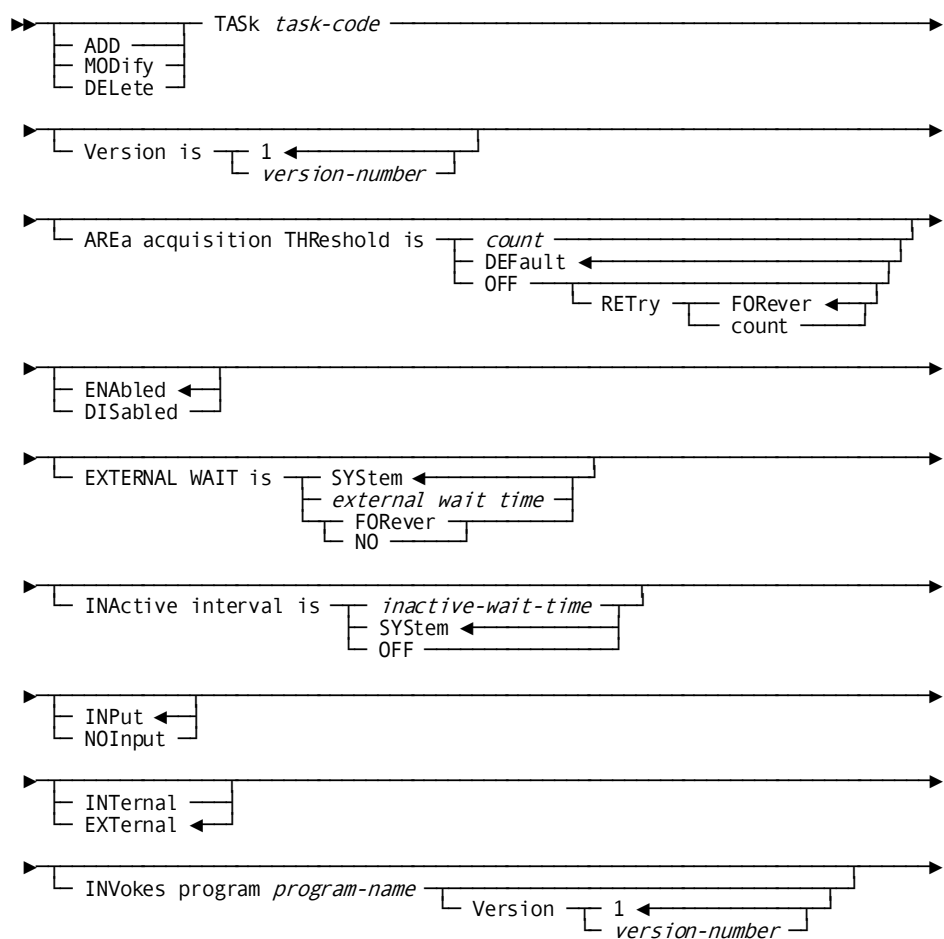 TASk task-code
ADD
MODify
DELete
Version is 1
version-number
AREa acquisition THReshold is count
DEFault
OFF
RETry FORever
count
ENAbled
DISabled
EXTERNAL WAIT is SYStem
external wait time
FORever
NO
INActive interval is inactive-wait-time
SYStem
OFF
INPut
NOInput
INTernal
EXTernal
INVokes program program-name
Version 1
version-number